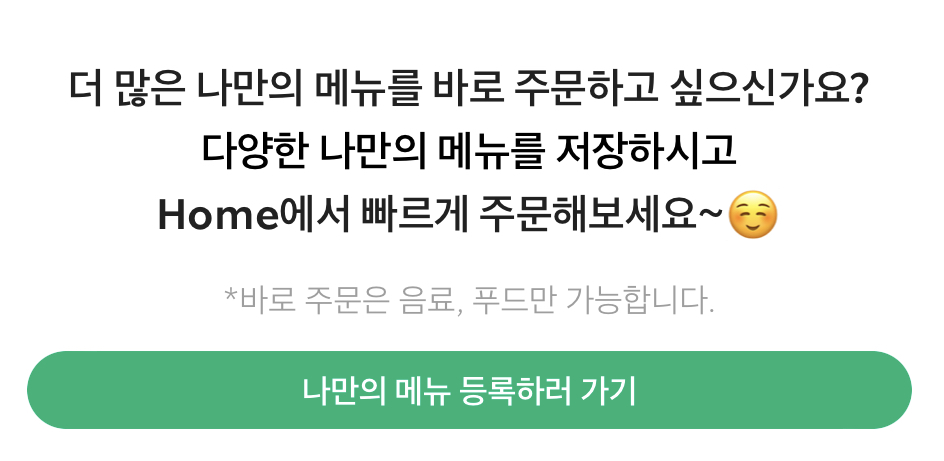 더 많은 나만의 메뉴를 바로 주문하고 싶으신가요?
다양한 나만의 메뉴를 저장하시고
Home에서 빠르게 주문해보세요~☺️
*바로 주문은 음료, 푸드만 가능합니다.
나만의 메뉴 등록하러 가기